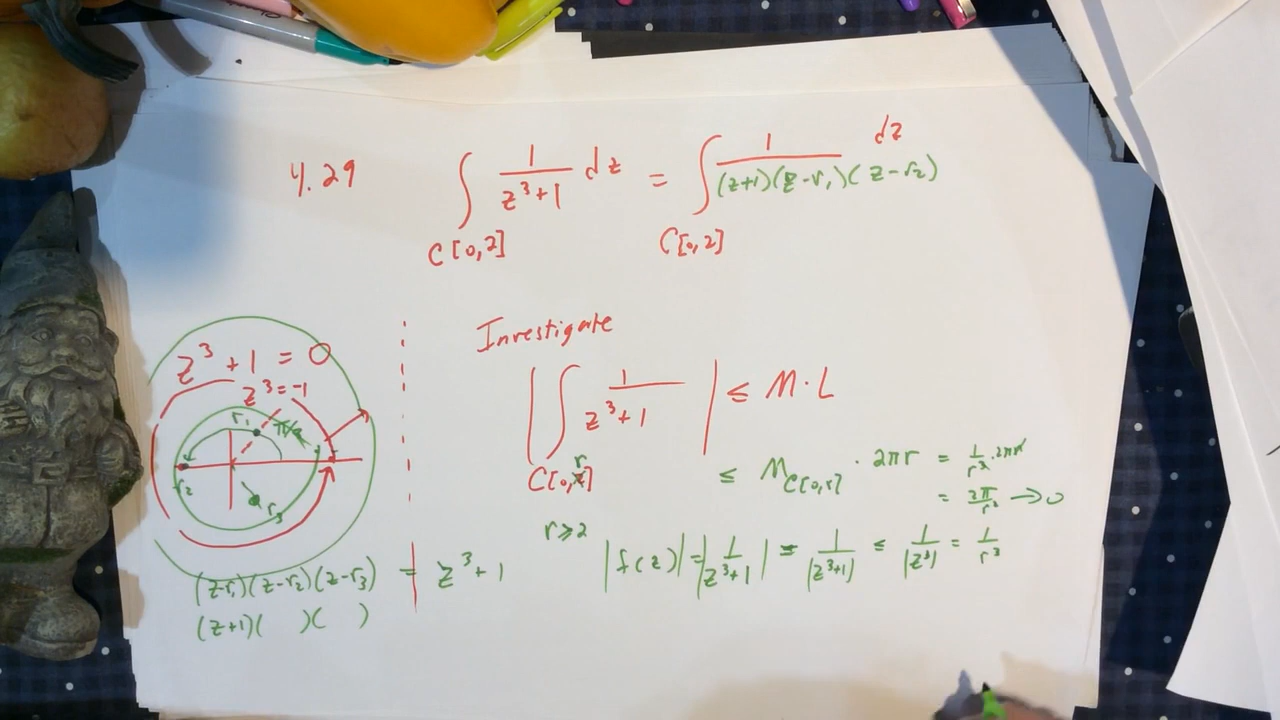 4.29 ∫_{C[0,2]} 1/(z³+1) dz = ∫_{C[0,2]} 1/((z+1)(z-r₁)(z-r₂)) dz
Investigate
|∫_{C[0,r]} 1/(z³+1)| ≤ M·L
≤ M_{C[0,r]} · 2πr = 1/r³ · 2πr
= 2π/r² → 0
r ≥ 2
|f(z)| = |1/(z³+1)| = 1/|z³+1| ≤ 1/|z³| = 1/r³
z³ + 1 = 0
z³ = -1
r₁
r₂
r₃
(z-r₁)(z-r₂)(z-r₃) = z³+1
(z+1)( )( )